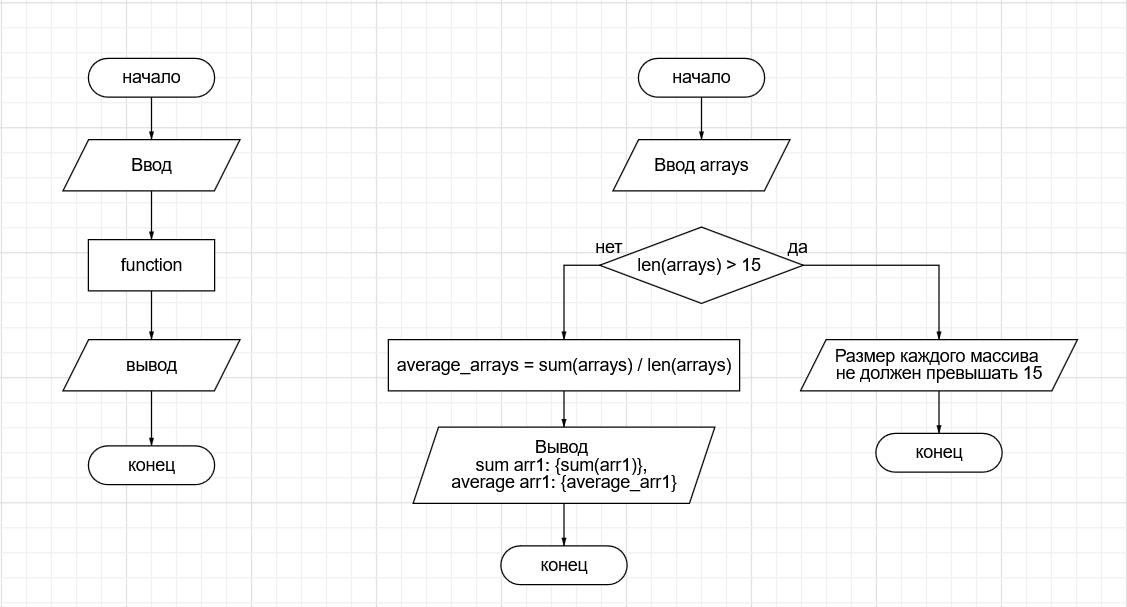 начало
Ввод
function
вывод
конец
начало
Ввод arrays
нет
да
len(arrays) > 15
average_arrays = sum(arrays) / len(arrays)
Вывод
sum arr1: {sum(arr1)},
average arr1: {average_arr1}
конец
Размер каждого массива
не должен превышать 15
конец